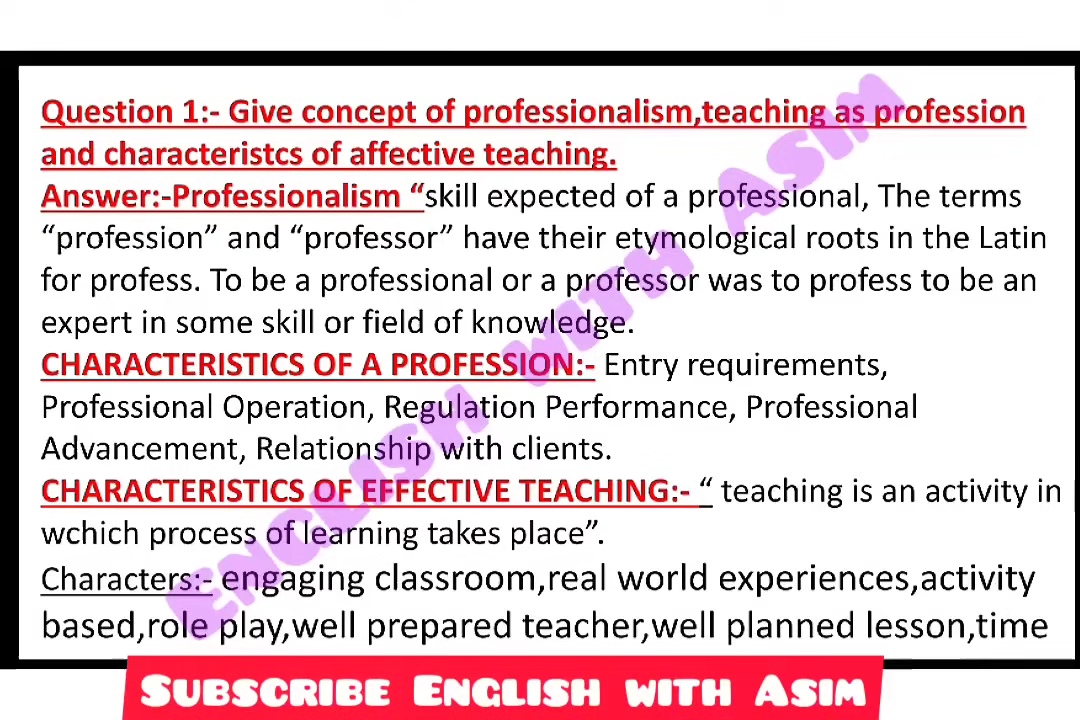 Question 1:- Give concept of professionalism,teaching as profession
and characteristcs of affective teaching.
Answer:-Professionalism “skill expected of a professional, The terms
“profession” and “professor” have their etymological roots in the Latin
for profess. To be a professional or a professor was to profess to be an
expert in some skill or field of knowledge.
CHARACTERISTICS OF A PROFESSION:- Entry requirements,
Professional Operation, Regulation Performance, Professional
Advancement, Relationship with clients.
CHARACTERISTICS OF EFFECTIVE TEACHING:- “ teaching is an activity in
wchich process of learning takes place”.
Characters:- engaging classroom,real world experiences,activity
based,role play,well prepared teacher,well planned lesson,time
ENGLISH WITH ASIM
SUBSCRIBE ENGLISH WITH ASIM